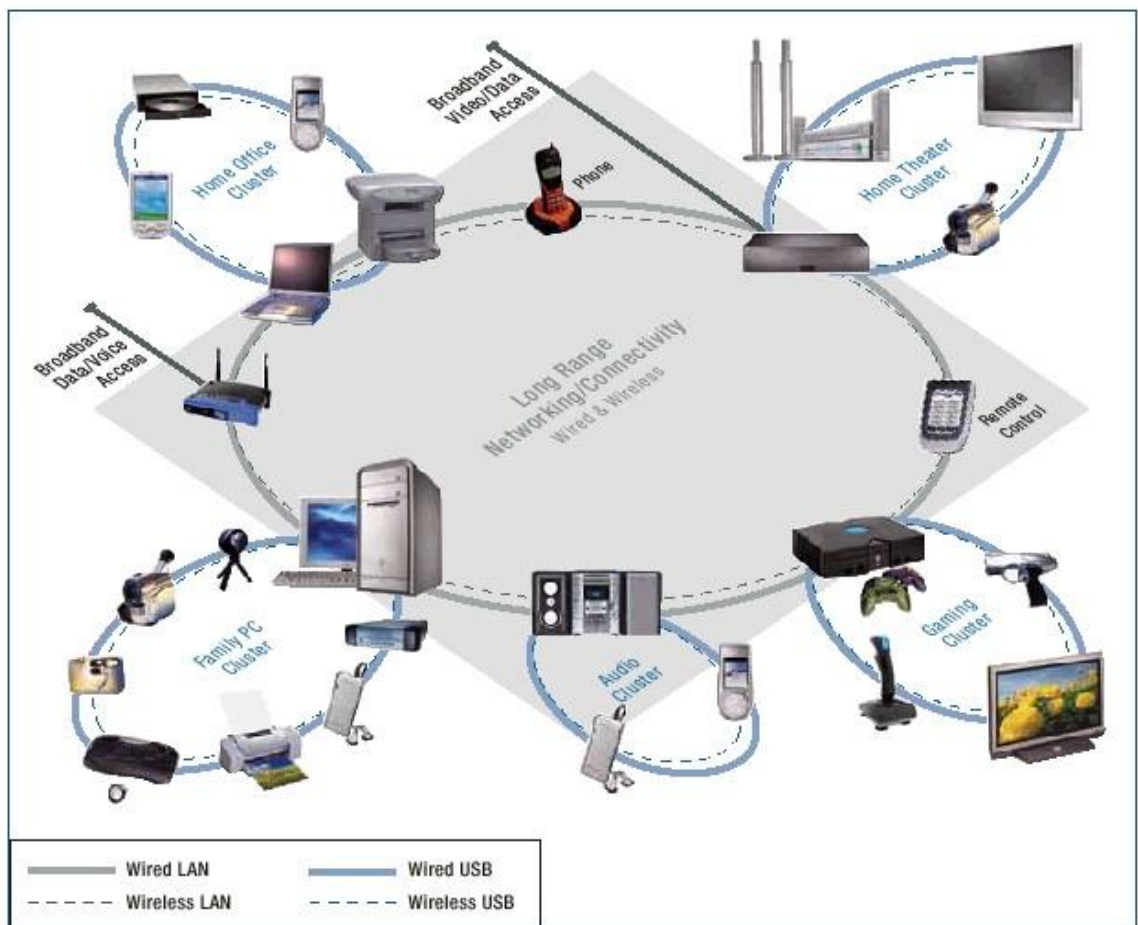 Broadband
Video/Data
Access
Phone
Home Office
Cluster
Home Theater
Cluster
Broadband
Data/Voice
Access
Long Range
Networking/Connectivity
Wired & Wireless
Remote
Control
Family PC
Cluster
Audio
Cluster
Gaming
Cluster
Wired LAN
Wired USB
Wireless LAN
Wireless USB